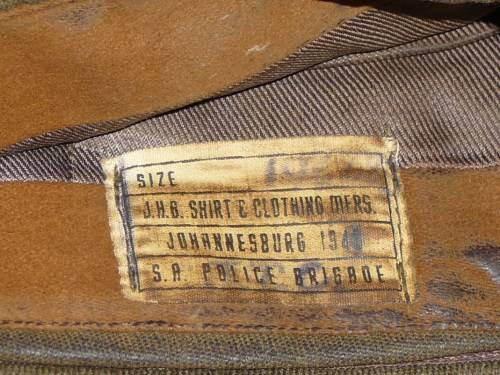 SIZE
J.H.B. SHIRT & CLOTHING MFRS.
JOHANNESBURG
S.A. POLICE BRIGADE